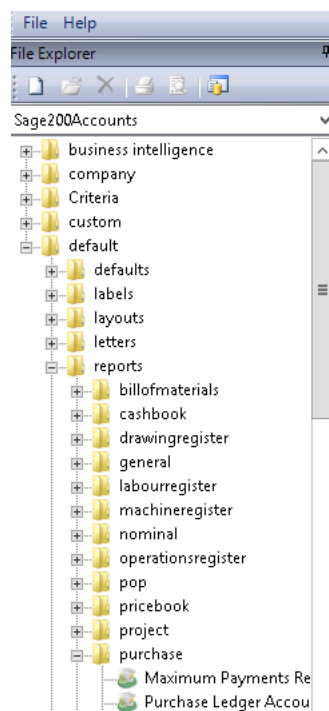 File Help
File Explorer
Sage200Accounts
business intelligence
company
Criteria
custom
default
defaults
labels
layouts
letters
reports
billofmaterials
cashbook
drawingregister
general
labourregister
machineregister
nominal
operationsregister
pop
pricebook
project
purchase
Maximum Payments Re
Purchase Ledger Accou